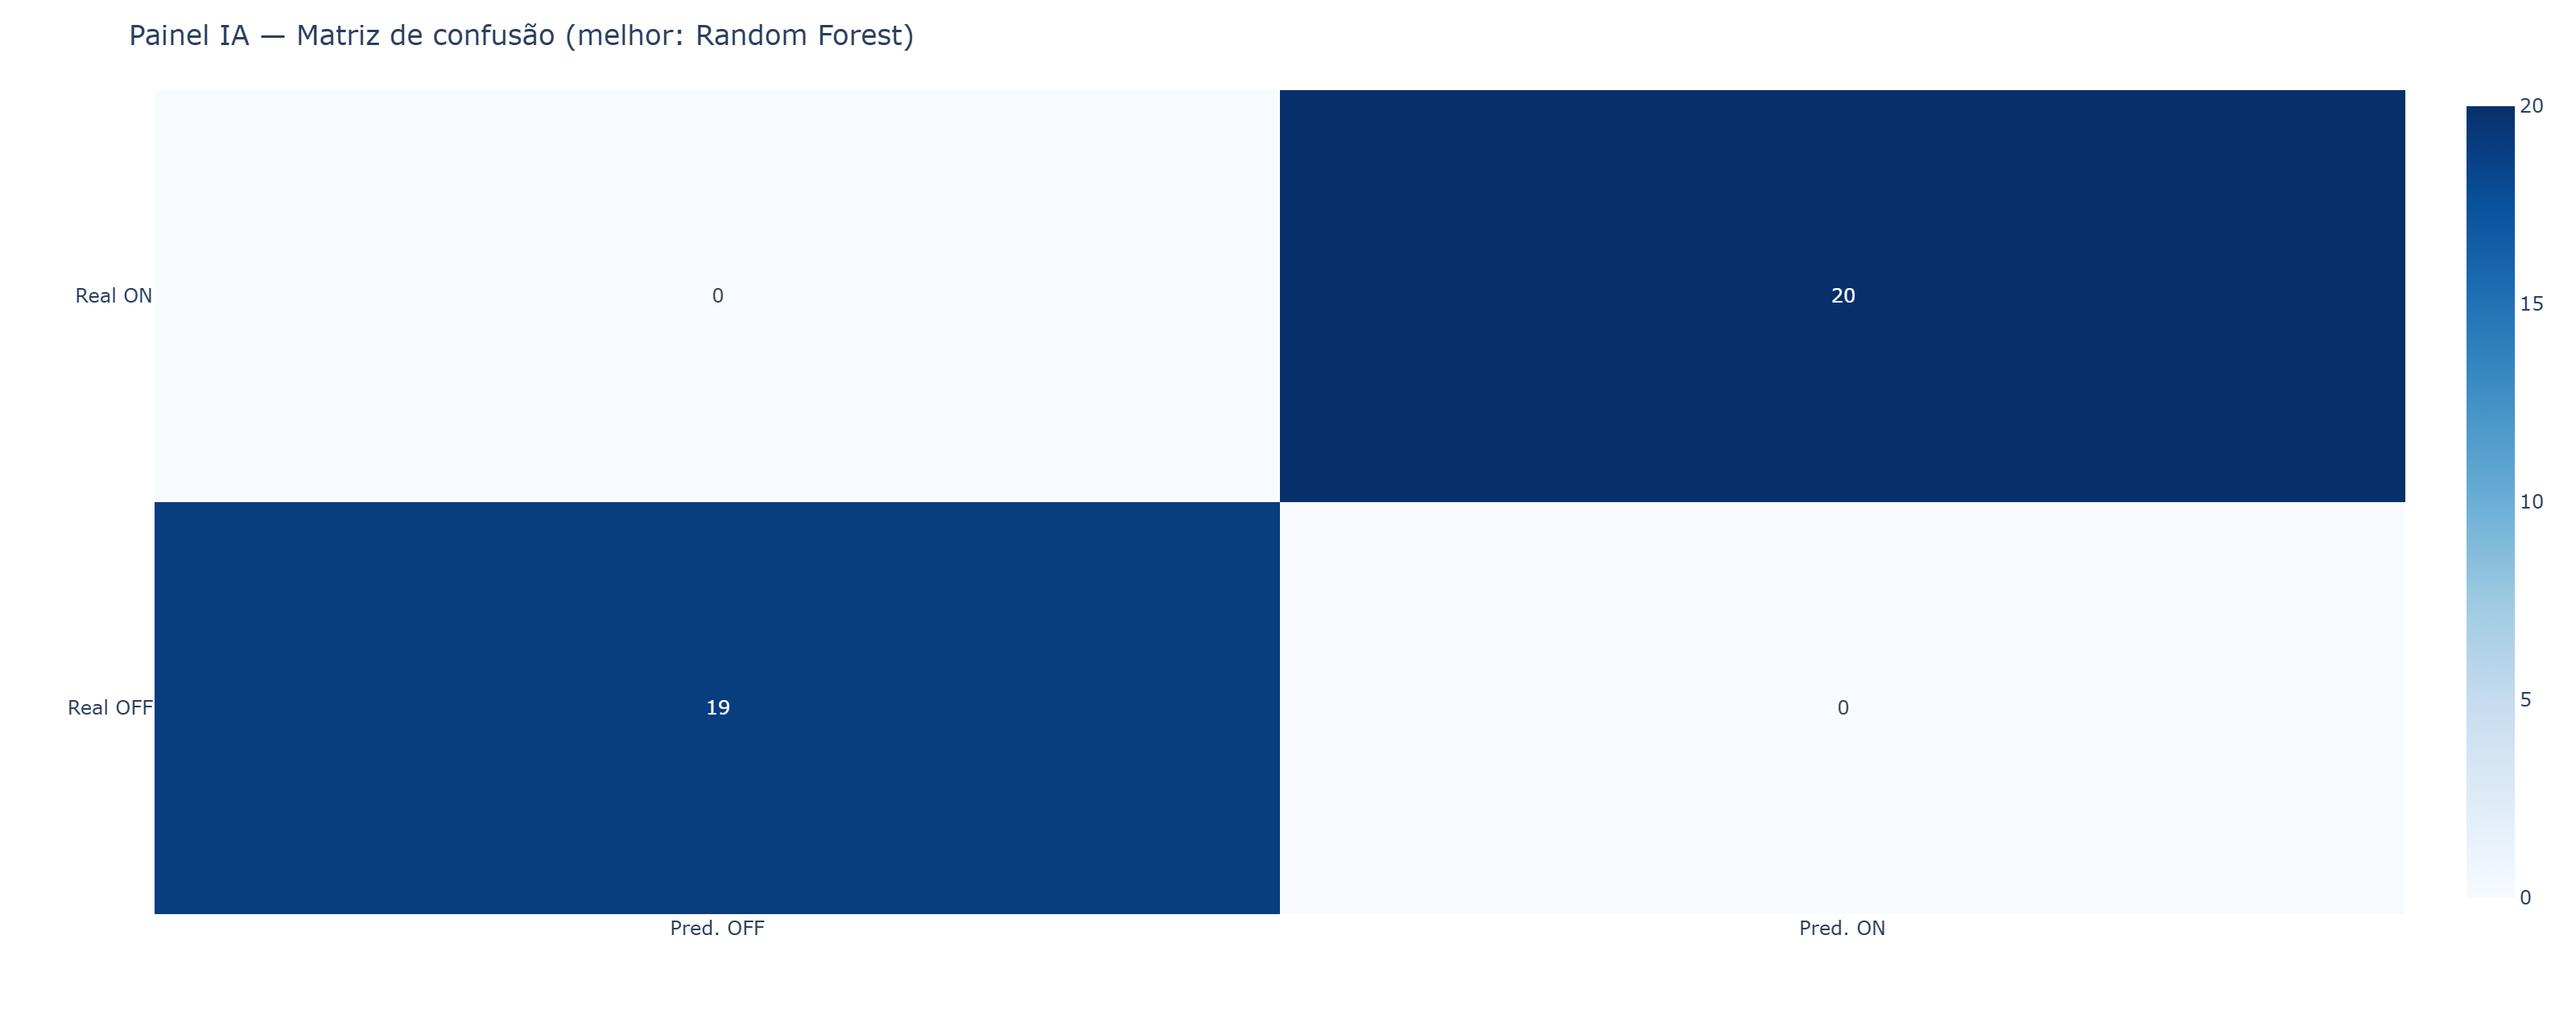 Painel IA — Matriz de confusão (melhor: Random Forest)
20
Real ON
0
20
15
10
Real OFF
19
0
5
0
Pred. OFF
Pred. ON